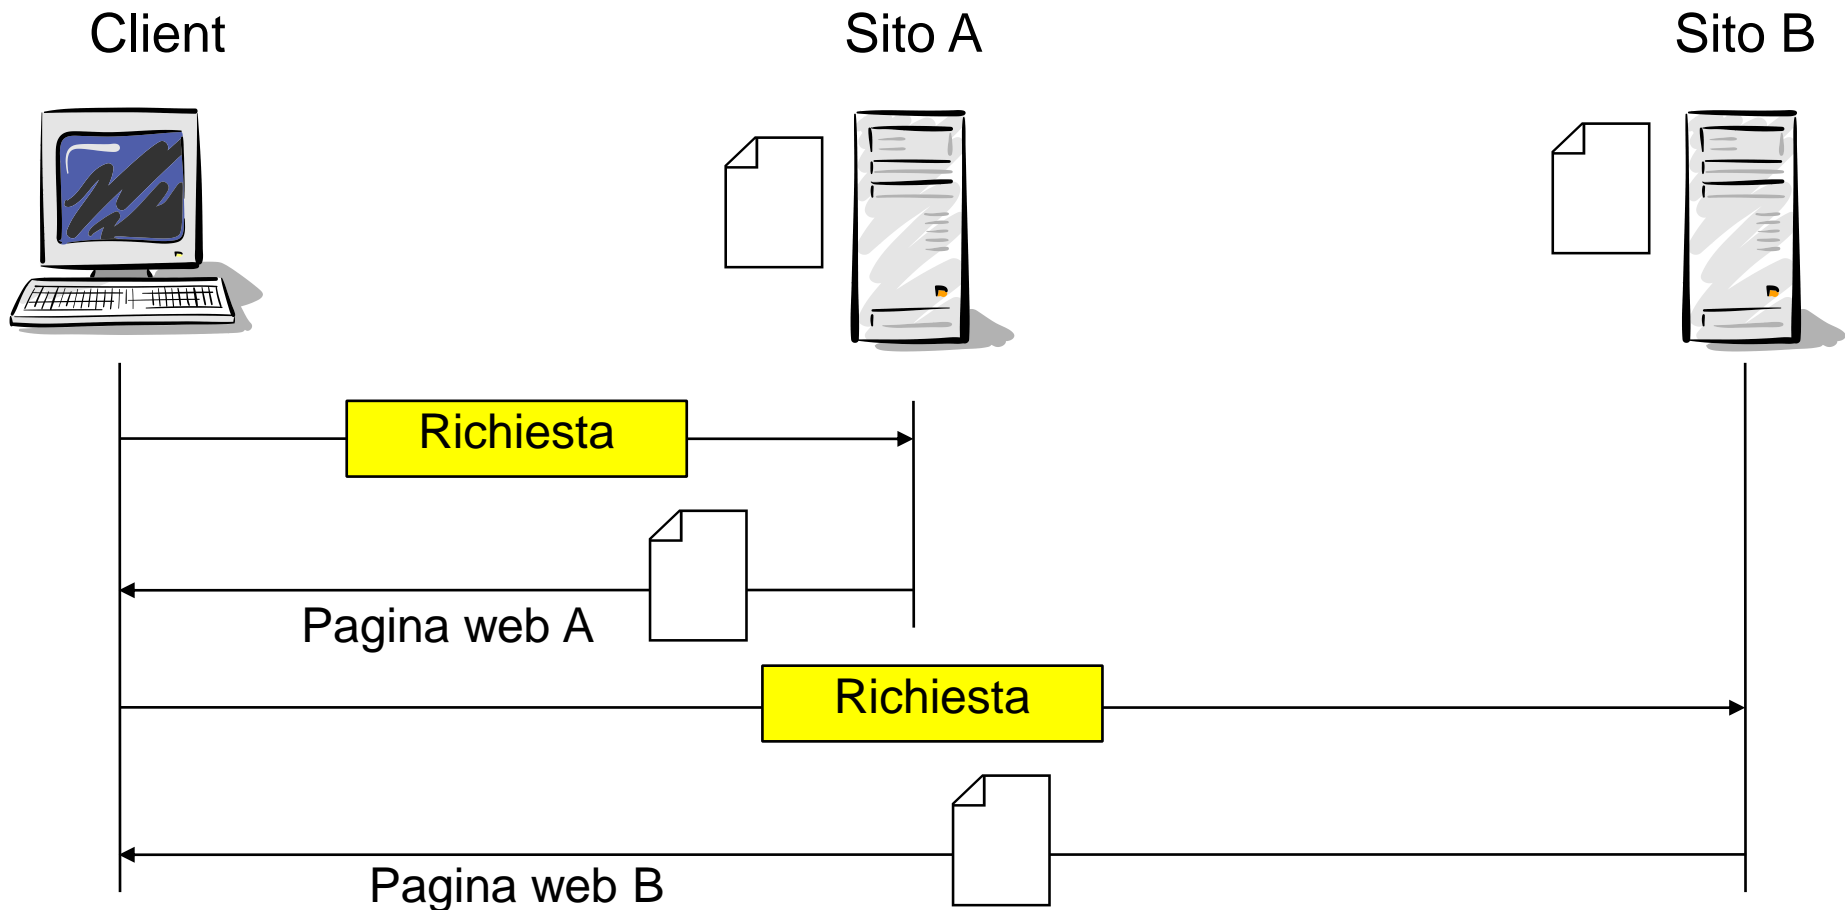 Client
Sito A
Sito B
Richiesta
Pagina web A
Richiesta
Pagina web B